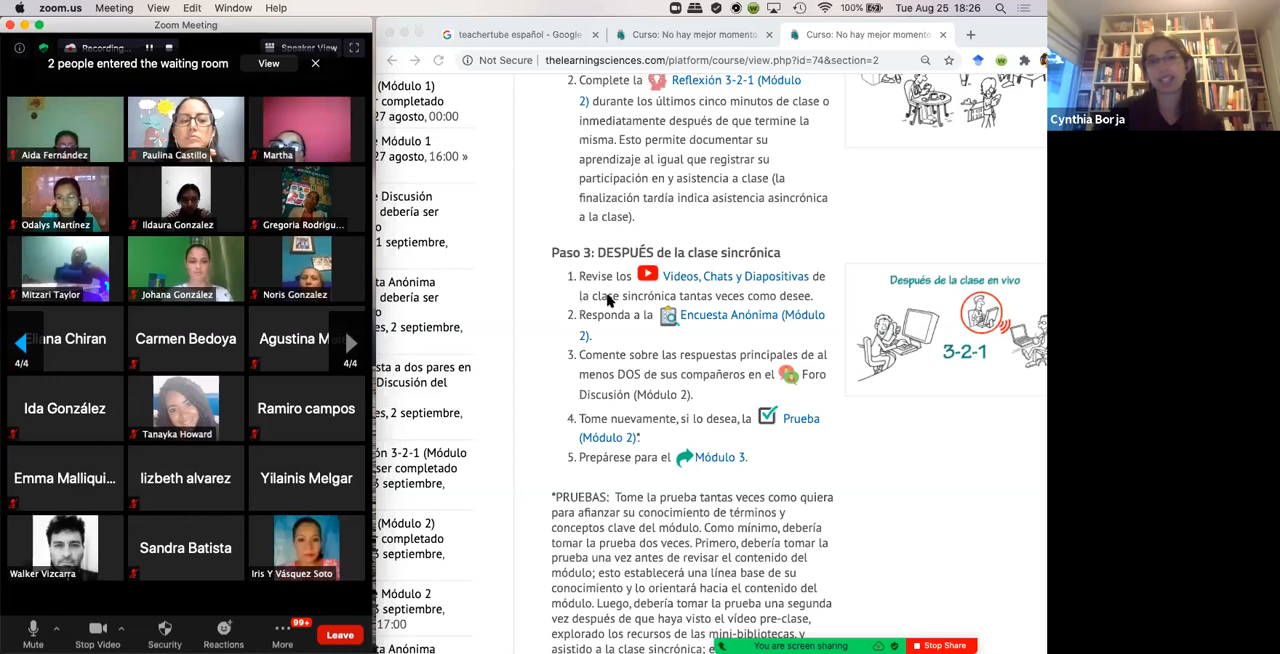 zoom.us Meeting View Edit Window Help
100% Tue Aug 25 18:26
Zoom Meeting
Recording...
Speaker View
2 people entered the waiting room
View
Aida Fernández
Paulina Castillo
Martha
Odalys Martínez
Ildaura Gonzalez
Gregoria Rodrigu...
Mitzari Taylor
Johana González
Noris Gonzalez
Eliana Chiran
Carmen Bedoya
4/4
4/4
Ida González
Tanayka Howard
Ramiro campos
Emma Malliqui...
lizbeth alvarez
Yilainis Melgar
Walker Vizcarra
Sandra Batista
Iris Y Vásquez Soto
Mute
Stop Video
Security
Reactions
99+
More
Leave
teachertube español - Google
Curso: No hay mejor momento
Curso: No hay mejor momento
Not Secure thelearningsciences.com/platform/course/view.php?id=74&section=2
(Módulo 1)
completado
27 agosto, 00:00
Módulo 1
27 agosto, 16:00 »
Discusión
debería ser
septiembre,
Anónima
debería ser
2 septiembre,
a dos pares en
Discusión del
2 septiembre,
3-2-1 (Módulo
ser completado
septiembre,
(Módulo 2)
completado
septiembre,
Módulo 2
septiembre,
17:00
Anónima
2. Complete la Reflexión 3-2-1 (Módulo
2) durante los últimos cinco minutos de clase o
inmediatamente después de que termine la
misma. Esto permite documentar su
aprendizaje al igual que registrar su
participación en y asistencia a clase (la
finalización tardía indica asistencia asincrónica
a la clase).
Paso 3: DESPUÉS de la clase sincrónica
1. Revise los Videos, Chats y Diapositivas de
la clase sincrónica tantas veces como desee.
2. Responda a la Encuesta Anónima (Módulo
2).
3. Comente sobre las respuestas principales de al
menos DOS de sus compañeros en el Foro
Discusión (Módulo 2).
4. Tome nuevamente, si lo desea, la Prueba
(Módulo 2)*.
5. Prepárese para el Módulo 3.
*PRUEBAS: Tome la prueba tantas veces como quiera
para afianzar su conocimiento de términos y
conceptos clave del módulo. Como mínimo, debería
tomar la prueba dos veces. Primero, debería tomar la
prueba una vez antes de revisar el contenido del
módulo; esto establecerá una línea base de su
conocimiento y lo orientará hacia el contenido del
módulo. Luego, debería tomar la prueba una segunda
vez después de que haya visto el vídeo pre-clase,
explorado los recursos de las mini-bibliotecas, y
Después de la clase en vivo
3-2-1
You are screen sharing
Stop Share
Cynthia Borja